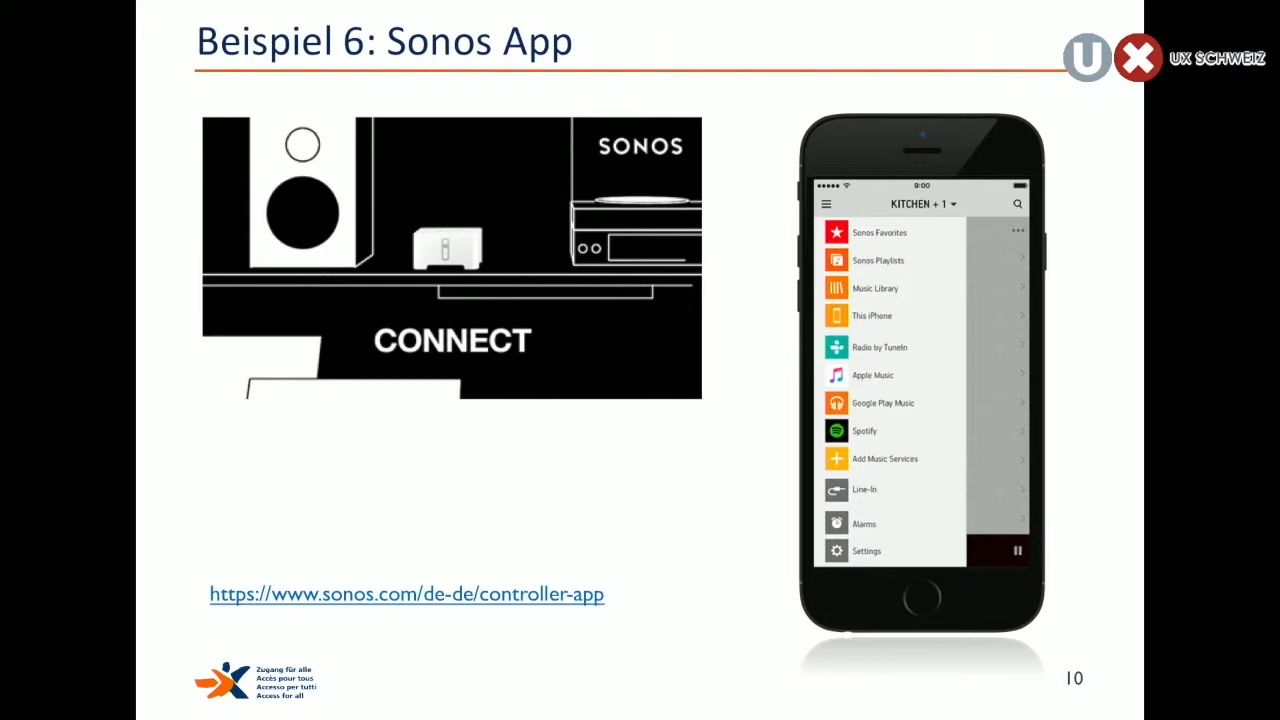 Beispiel 6: Sonos App
UX SCHWEIZ
SONOS
CONNECT
9:00
KITCHEN + 1
Sonos Favorites
Sonos Playlists
Music Library
This iPhone
Radio by TuneIn
Apple Music
Google Play Music
Spotify
Add Music Services
Line-In
Alarms
Settings
https://www.sonos.com/de-de/controller-app
Zugang für alle
Accès pour tous
Accesso per tutti
Access for all
10